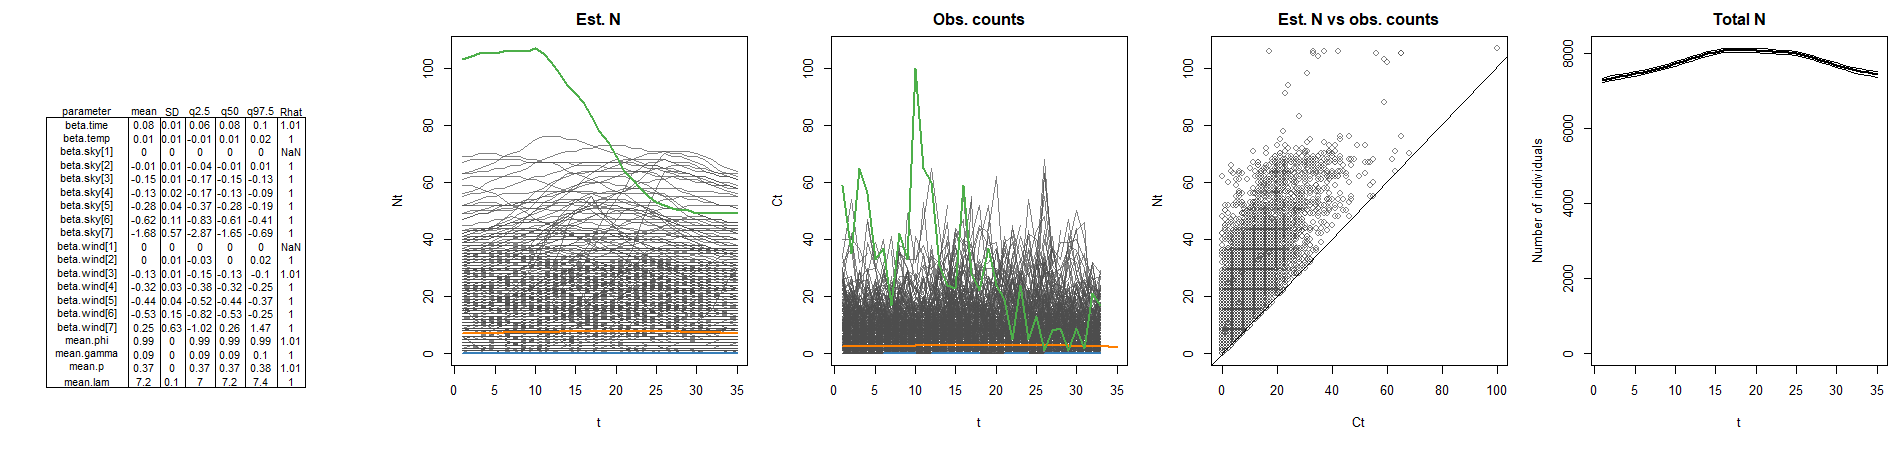 parameter mean SD q2.5 q50 q97.5 Rhat
beta.time 0.08 0.01 0.06 0.08 0.1 1.01
beta.temp 0.01 0.01 -0.01 0.01 0.02 1
beta.sky[1] 0 0 0 0 0 NaN
beta.sky[2] -0.01 0.01 -0.04 -0.01 0.01 1
beta.sky[3] -0.15 0.01 -0.17 -0.15 -0.13 1
beta.sky[4] -0.13 0.02 -0.17 -0.13 -0.09 1
beta.sky[5] -0.28 0.04 -0.37 -0.28 -0.19 1
beta.sky[6] -0.62 0.11 -0.83 -0.61 -0.41 1
beta.sky[7] -1.68 0.57 -2.87 -1.65 -0.69 1
beta.wind[1] 0 0 0 0 0 NaN
beta.wind[2] 0 0.01 -0.03 0 0.02 1
beta.wind[3] -0.13 0.01 -0.15 -0.13 -0.1 1.01
beta.wind[4] -0.32 0.03 -0.38 -0.32 -0.25 1
beta.wind[5] -0.44 0.04 -0.52 -0.44 -0.37 1
beta.wind[6] -0.53 0.15 -0.82 -0.53 -0.25 1
beta.wind[7] 0.25 0.63 -1.02 0.26 1.47 1
mean.phi 0.99 0 0.99 0.99 0.99 1.01
mean.gamma 0.09 0 0.09 0.09 0.1 1
mean.p 0.37 0 0.37 0.37 0.38 1.01
mean.lam 7.2 0.1 7 7.2 7.4 1
Est. N
Nt
100
80
60
40
20
0
0 5 10 15 20 25 30 35
t
Obs. counts
Ct
100
80
60
40
20
0
0 5 10 15 20 25 30 35
t
Est. N vs obs. counts
Nt
100
80
60
40
20
0
0 20 40 60 80 100
Ct
Total N
Number of individuals
8000
6000
4000
2000
0
0 5 10 15 20 25 30 35
t